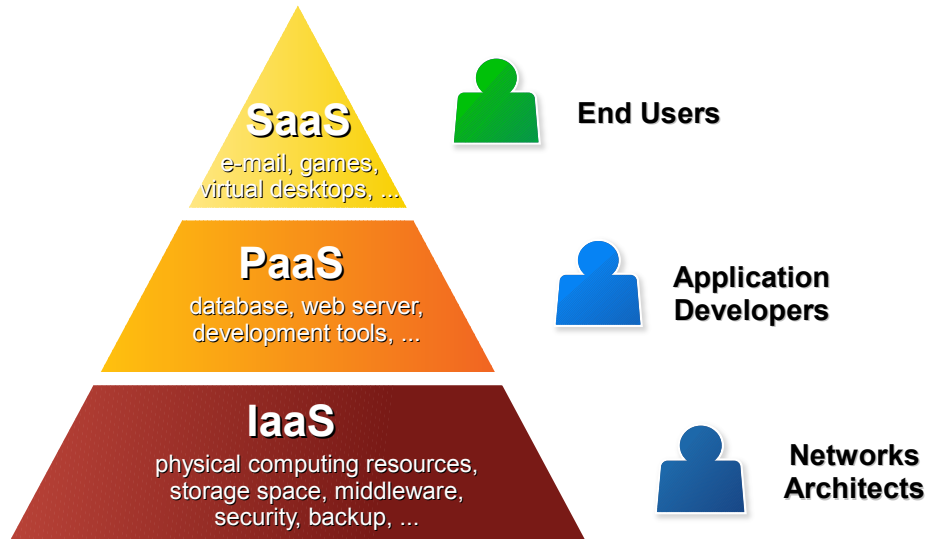 SaaS
e-mail, games,
virtual desktops, ...
End Users
PaaS
database, web server,
development tools, ...
Application
Developers
IaaS
physical computing resources,
storage space, middleware,
security, backup, ...
Networks
Architects